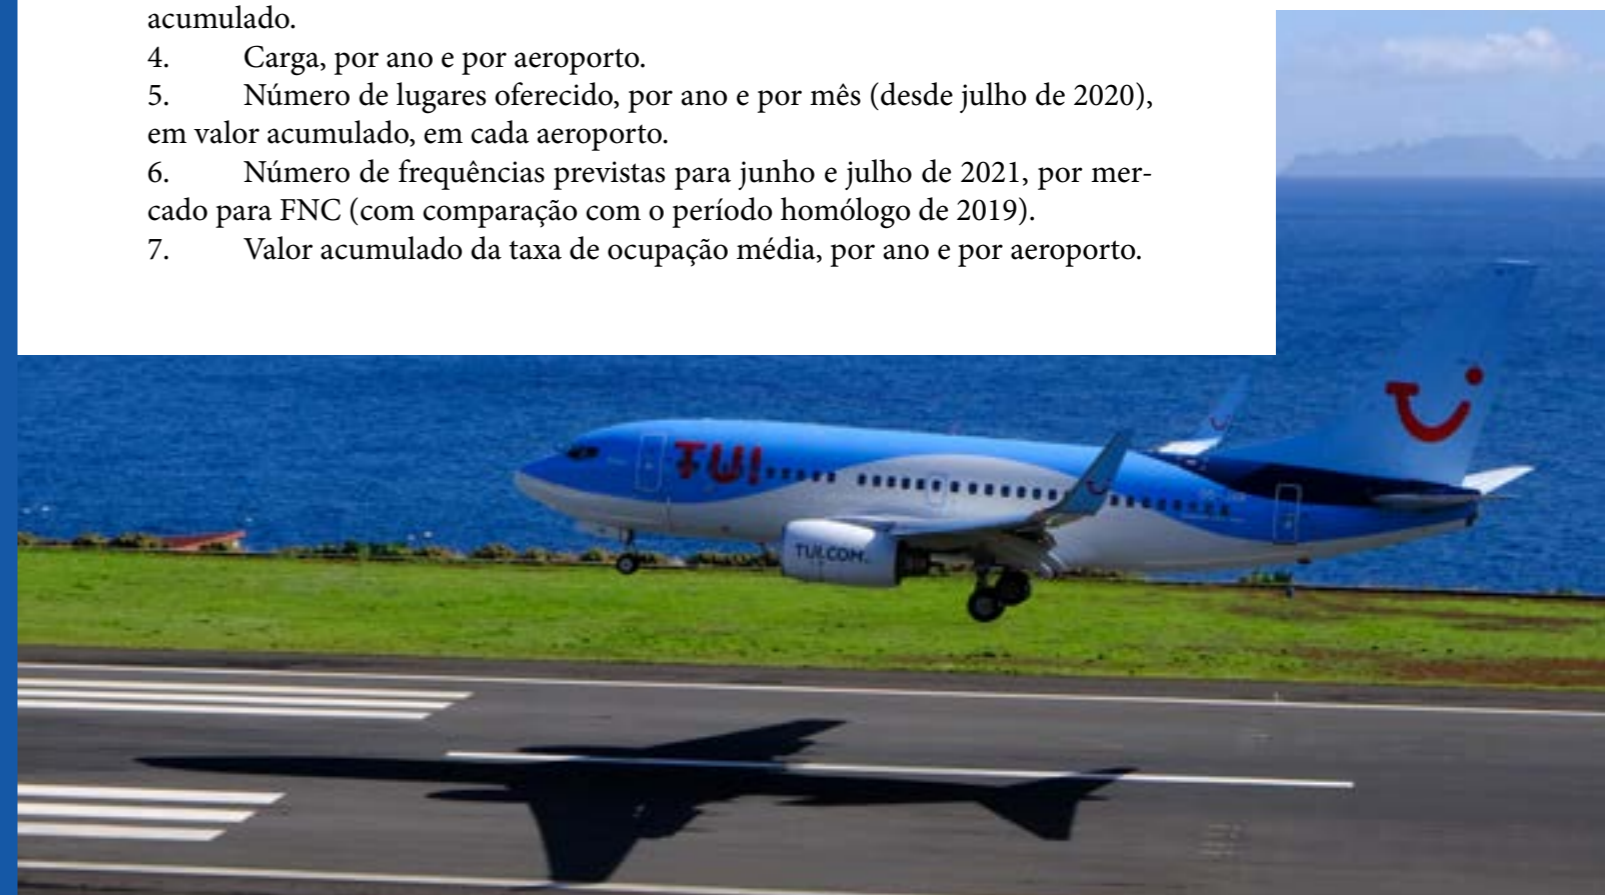 acumulado.
4. Carga, por ano e por aeroporto.
5. Número de lugares oferecido, por ano e por mês (desde julho de 2020),
em valor acumulado, em cada aeroporto.
6. Número de frequências previstas para junho e julho de 2021, por mer-
cado para FNC (com comparação com o período homólogo de 2019).
7. Valor acumulado da taxa de ocupação média, por ano e por aeroporto.
TUI
TUI.COM